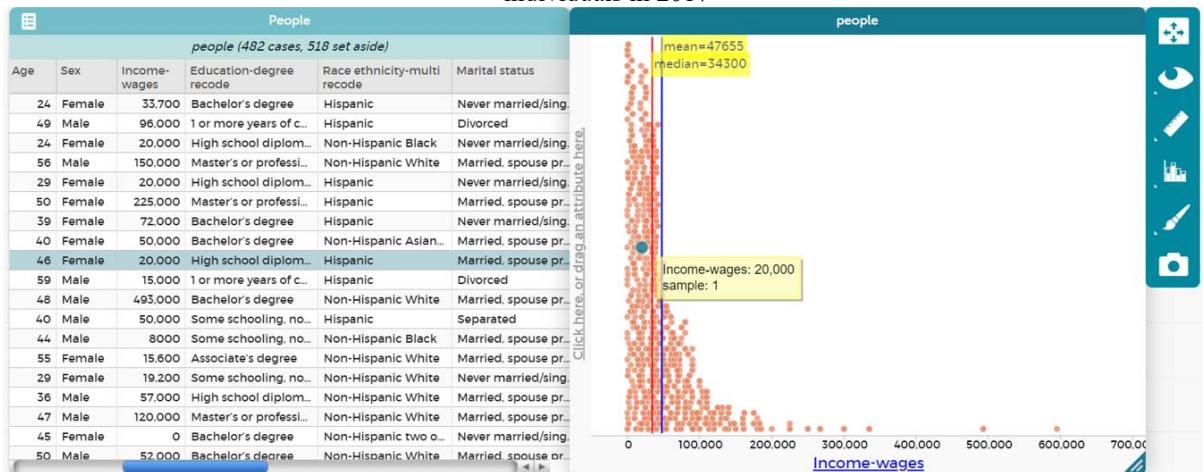 individuals in 2017
People
people (482 cases, 518 set aside)
Age Sex Income-wages Education-degree recode Race ethnicity-multi recode Marital status
24 Female 33,700 Bachelor's degree Hispanic Never married/sing.
49 Male 96,000 1 or more years of c... Hispanic Divorced
24 Female 20,000 High school diplom... Non-Hispanic Black Never married/sing.
56 Male 150,000 Master's or professi... Non-Hispanic White Married, spouse pr...
29 Female 20,000 High school diplom... Hispanic Never married/sing.
50 Female 225,000 Master's or professi... Hispanic Married, spouse pr...
39 Female 72,000 Bachelor's degree Hispanic Never married/sing.
40 Female 50,000 Bachelor's degree Non-Hispanic Asian... Married, spouse pr...
46 Female 20,000 High school diplom... Hispanic Married, spouse pr...
59 Male 15,000 1 or more years of c... Hispanic Divorced
48 Male 493,000 Bachelor's degree Non-Hispanic White Married, spouse pr...
40 Male 50,000 Some schooling, no... Hispanic Separated
44 Male 8000 Some schooling, no... Non-Hispanic Black Married, spouse pr...
55 Female 15,600 Associate's degree Non-Hispanic White Married, spouse pr...
29 Female 19,200 Some schooling, no... Non-Hispanic White Never married/sing.
36 Male 57,000 High school diplom... Non-Hispanic White Married, spouse pr...
47 Male 120,000 Master's or professi... Non-Hispanic White Married, spouse pr...
45 Female 0 Bachelor's degree Non-Hispanic two o... Never married/sing.
50 Male 52,000 Bachelor's degree Non-Hispanic White Married, spouse pr...
people
mean=47655
median=34300
Click here, or drag an attribute here.
Income-wages: 20,000
sample: 1
0 100,000 200,000 300,000 400,000 500,000 600,000 700,00
Income-wages